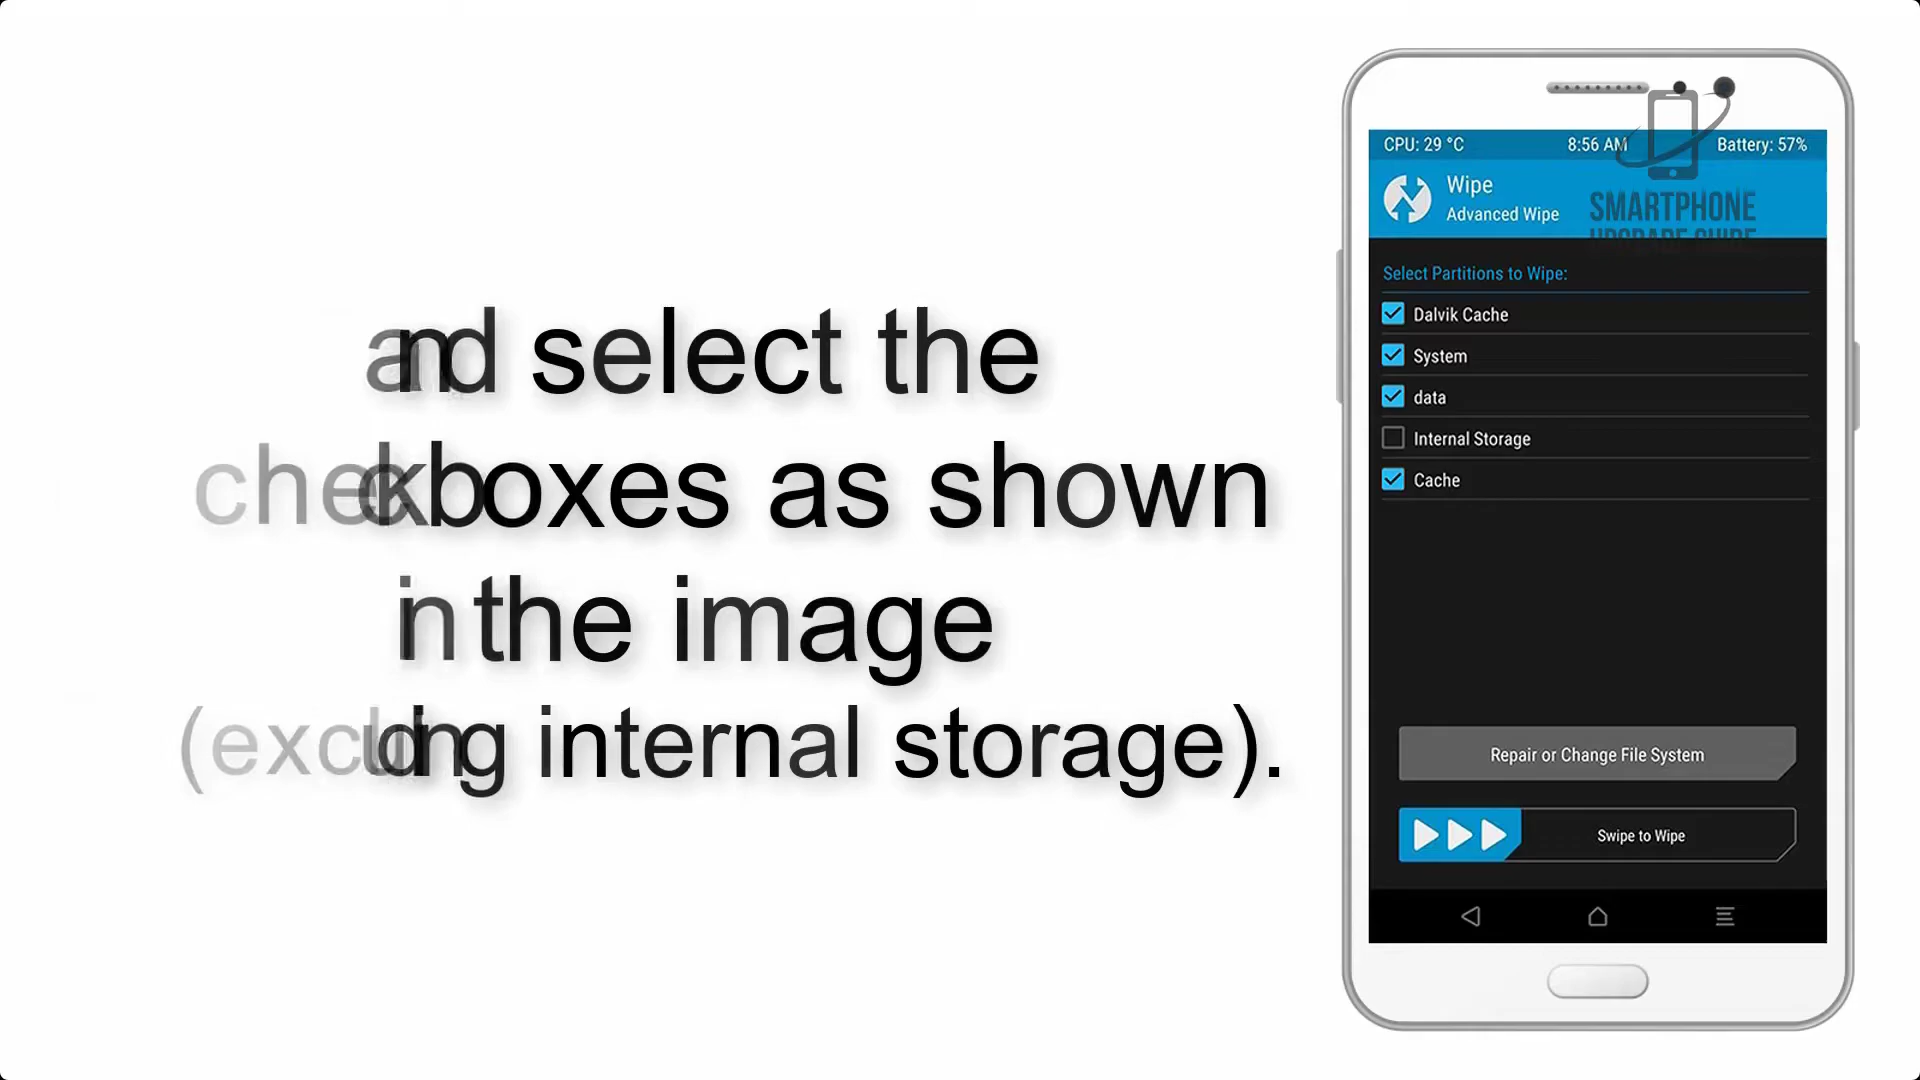 and select the
checkboxes as shown
in the image
(excluding internal storage).
CPU: 29 °C
8:56 AM
Battery: 57%
Wipe
Advanced Wipe
SMARTPHONE
UPGRADE GUIDE
Select Partitions to Wipe:
Dalvik Cache
System
data
Internal Storage
Cache
Repair or Change File System
Swipe to Wipe